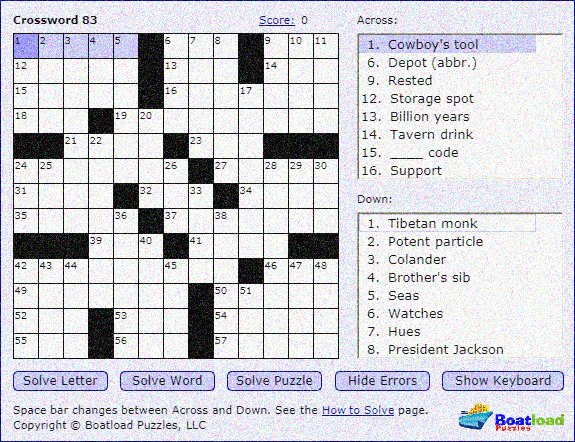 Crossword 83
Score: 0
1 2 3 4 5 6 7 8 9 10 11
12 13 14
15 16 17
18 19 20
21 22 23
24 25 26 27 28 29 30
31 32 33 34
35 36 37 38
39 40 41
42 43 44 45 46 47 48
49 50 51
52 53 54
55 56 57
Across:
1. Cowboy's tool
6. Depot (abbr.)
9. Rested
12. Storage spot
13. Billion years
14. Tavern drink
15. ____ code
16. Support
Down:
1. Tibetan monk
2. Potent particle
3. Colander
4. Brother's sib
5. Seas
6. Watches
7. Hues
8. President Jackson
Solve Letter Solve Word Solve Puzzle Hide Errors Show Keyboard
Space bar changes between Across and Down. See the How to Solve page.
Copyright © Boatload Puzzles, LLC
Boatload
Puzzles